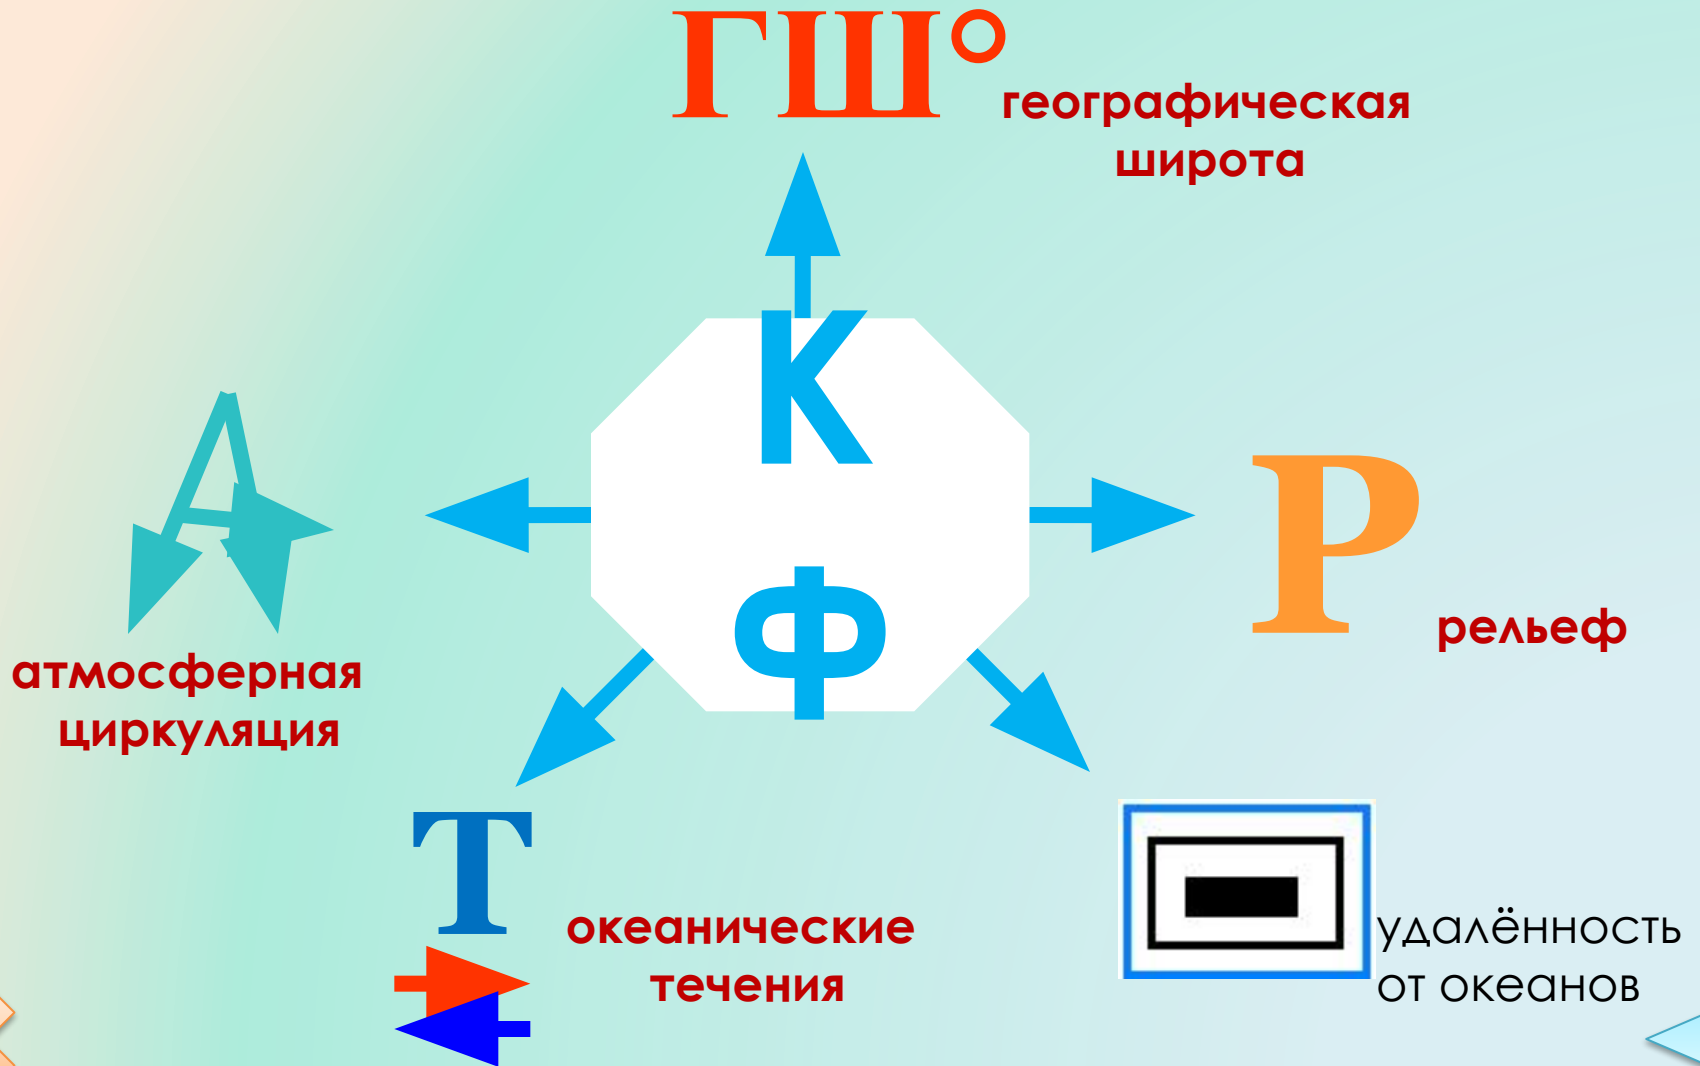 ГШ°
географическая
широта
К
Ф
А
атмосферная
циркуляция
Р
рельеф
Т
океанические
течения
удалённость
от океанов